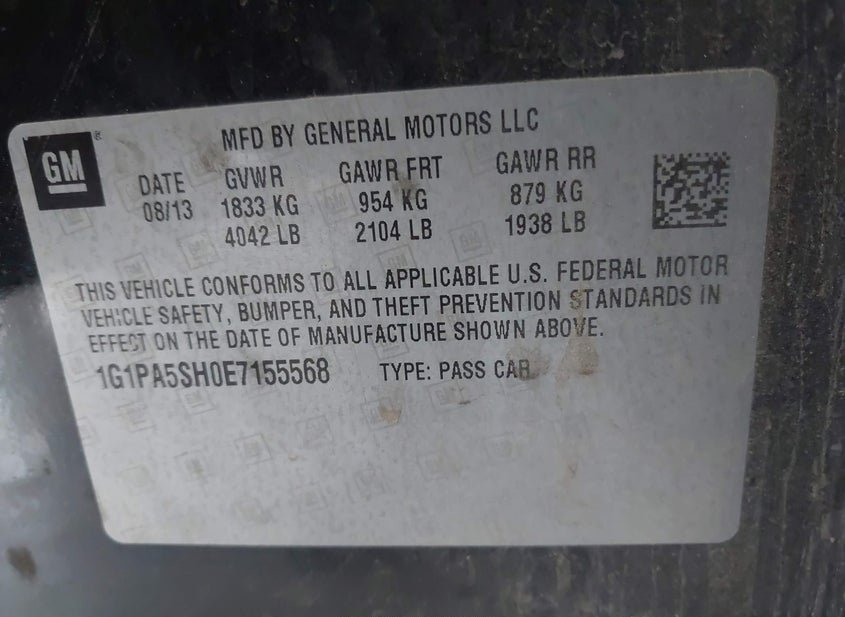 GM
MFD BY GENERAL MOTORS LLC
DATE GVWR GAWR FRT GAWR RR
08/13 1833 KG 954 KG 879 KG
4042 LB 2104 LB 1938 LB
THIS VEHICLE CONFORMS TO ALL APPLICABLE U.S. FEDERAL MOTOR
VEHICLE SAFETY, BUMPER, AND THEFT PREVENTION STANDARDS IN
EFFECT ON THE DATE OF MANUFACTURE SHOWN ABOVE.
1G1PA5SH0E7155568 TYPE: PASS CAR